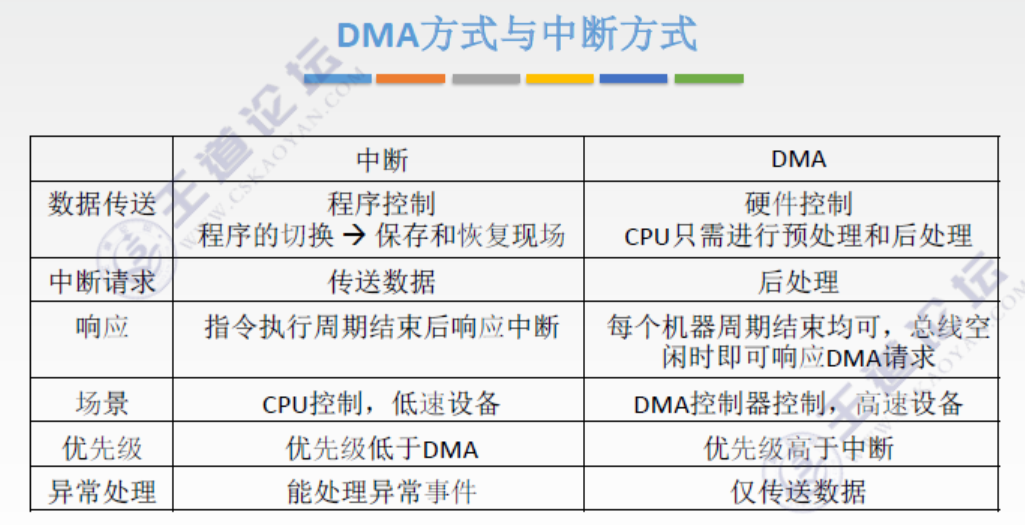 DMA方式与中断方式
中断 DMA
数据传送 程序控制 硬件控制
程序的切换 → 保存和恢复现场 CPU只需进行预处理和后处理
中断请求 传送数据 后处理
响应 指令执行周期结束后响应中断 每个机器周期结束均可，总线空
闲时即可响应DMA请求
场景 CPU控制，低速设备 DMA控制器控制，高速设备
优先级 优先级低于DMA 优先级高于中断
异常处理 能处理异常事件 仅传送数据
王道论坛
WWW.CSKAOYAN.COM
王道论坛